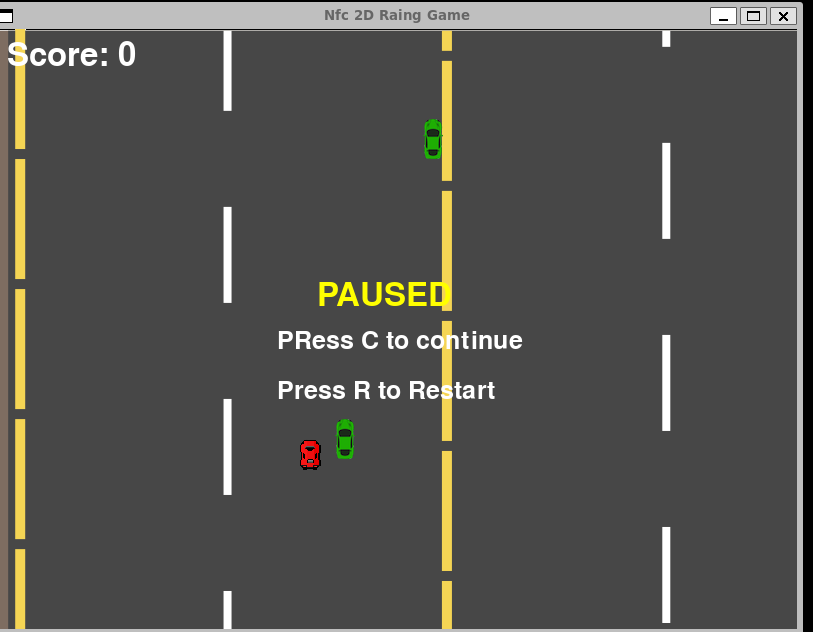 Nfc 2D Raing Game
Score: 0
PAUSED
PRess C to continue
Press R to Restart